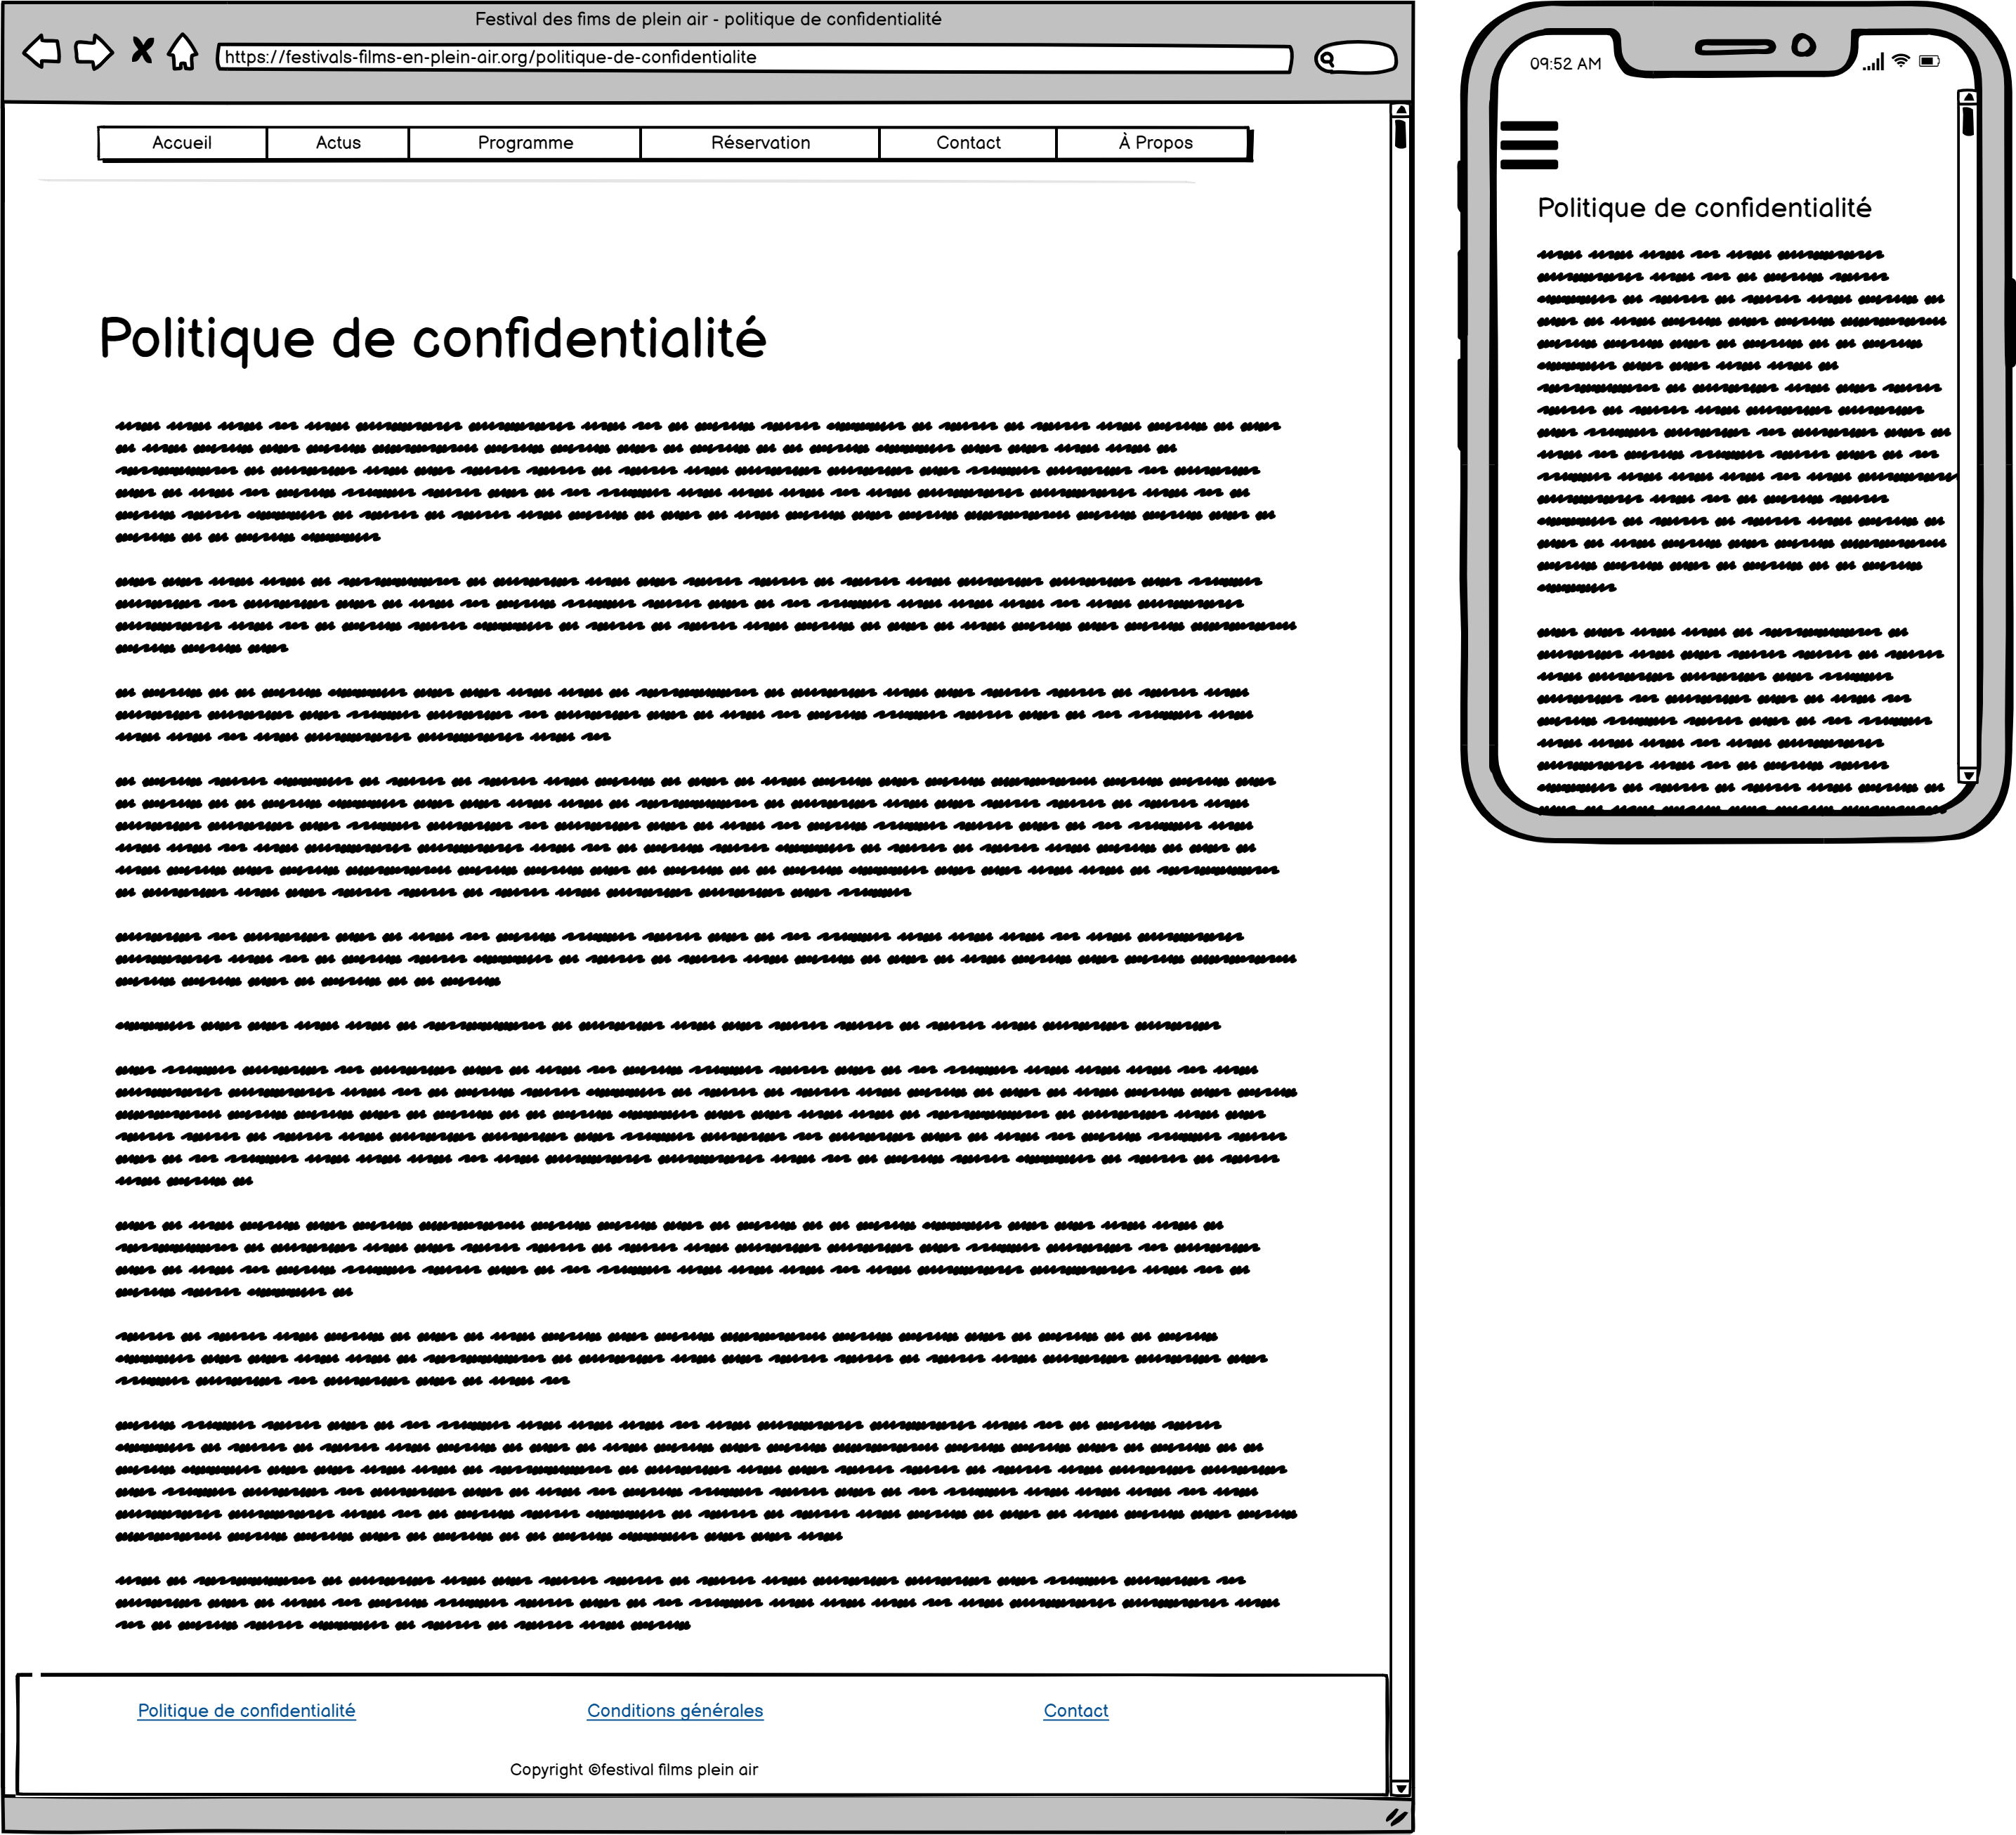 Festival des fims de plein air - politique de confidentialité
https://festivals-films-en-plein-air.org/politique-de-confidentialite
Accueil Actus Programme Réservation Contact À Propos
Politique de confidentialité
Politique de confidentialité Conditions générales Contact
Copyright ©festival films plein air
09:52 AM
Politique de confidentialité